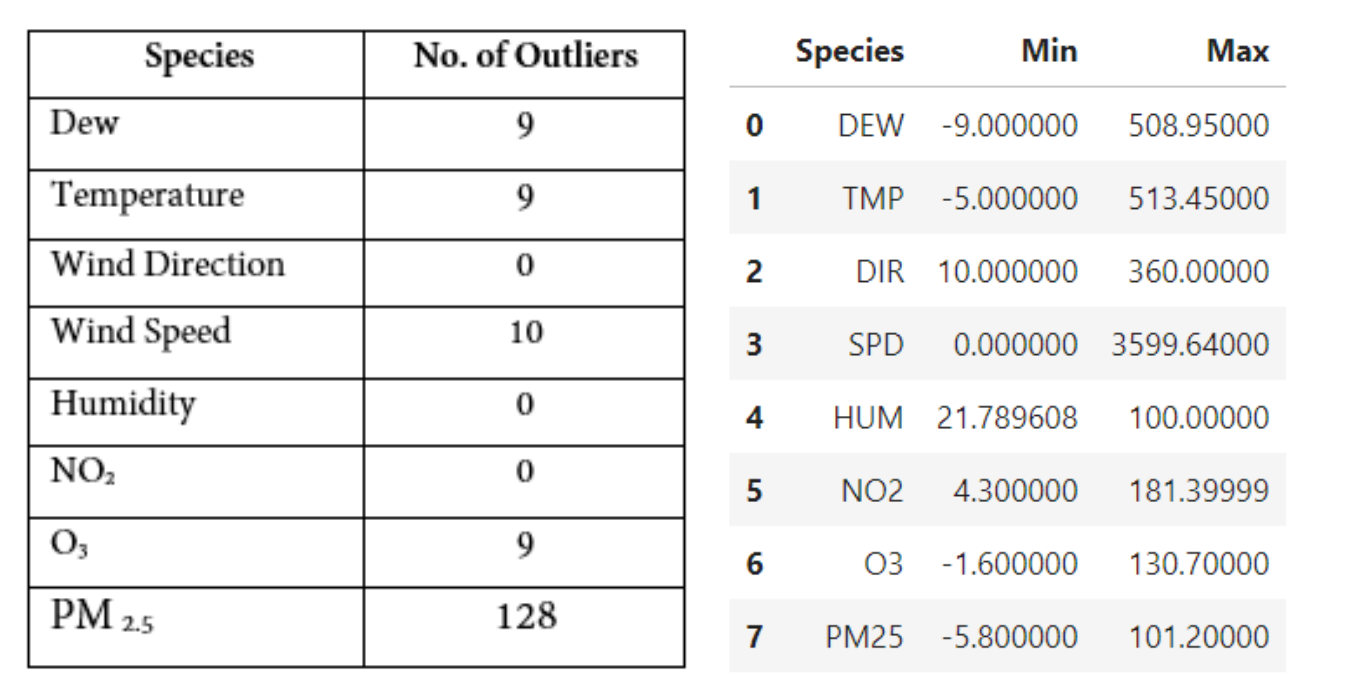 Species No. of Outliers
Dew 9
Temperature 9
Wind Direction 0
Wind Speed 10
Humidity 0
NO₂ 0
O₃ 9
PM ₂.₅ 128
Species Min Max
0 DEW -9.000000 508.95000
1 TMP -5.000000 513.45000
2 DIR 10.000000 360.00000
3 SPD 0.000000 3599.64000
4 HUM 21.789608 100.00000
5 NO2 4.300000 181.39999
6 O3 -1.600000 130.70000
7 PM25 -5.800000 101.20000